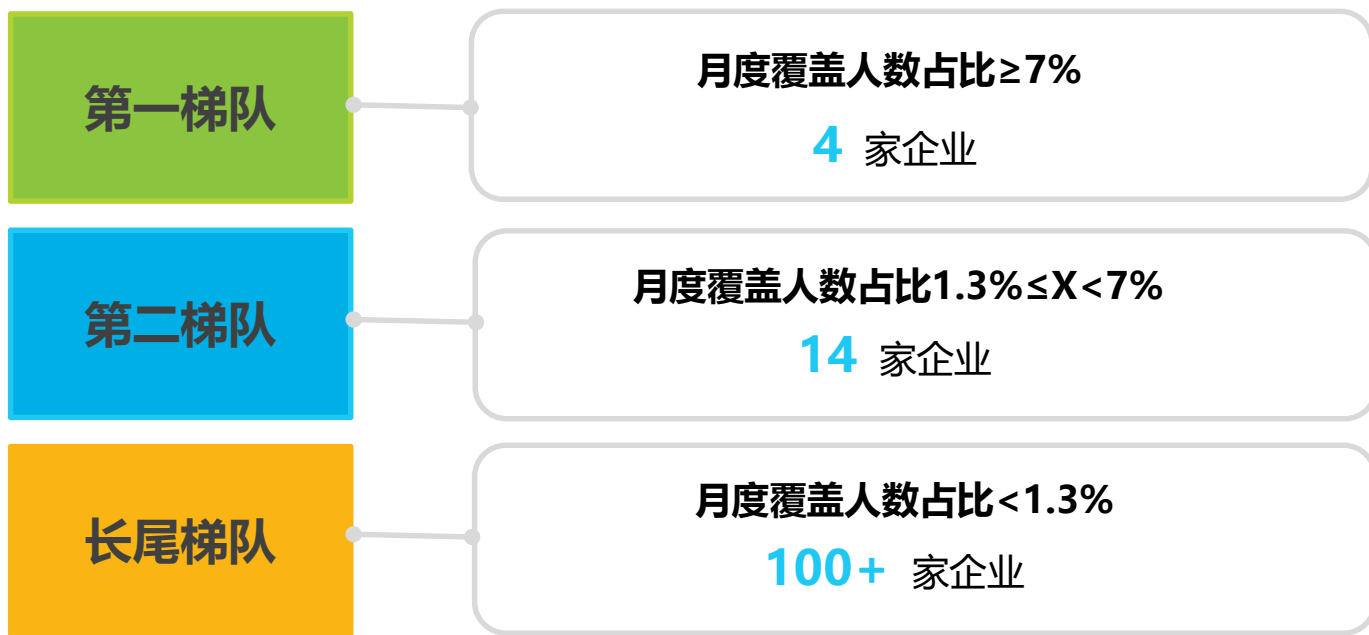 第一梯队
月度覆盖人数占比≥7%
4 家企业
第二梯队
月度覆盖人数占比1.3%≤X<7%
14 家企业
长尾梯队
月度覆盖人数占比<1.3%
100+ 家企业